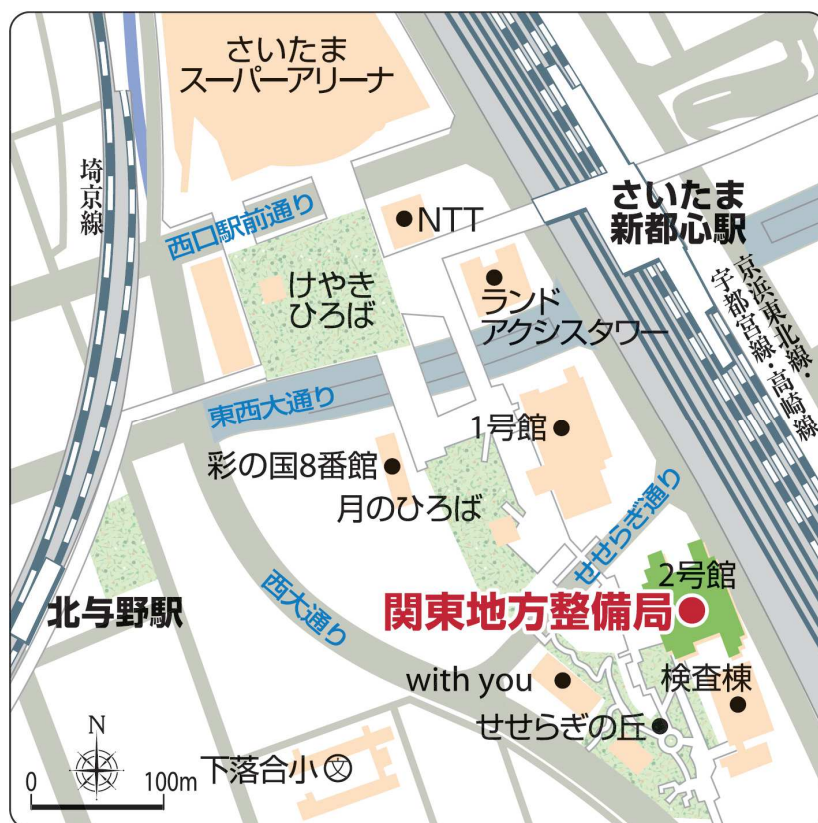 さいたま
スーパーアリーナ
埼京線
西口駅前通り
NTT
さいたま
新都心駅
けやき
ひろば
ランド
アクシスタワー
京浜東北線・
宇都宮線・高崎線
東西大通り
1号館
彩の国8番館
月のひろば
せせらぎ通り
西大通り
2号館
北与野駅
関東地方整備局
with you
検査棟
せせらぎの丘
N
0 100m
下落合小 文